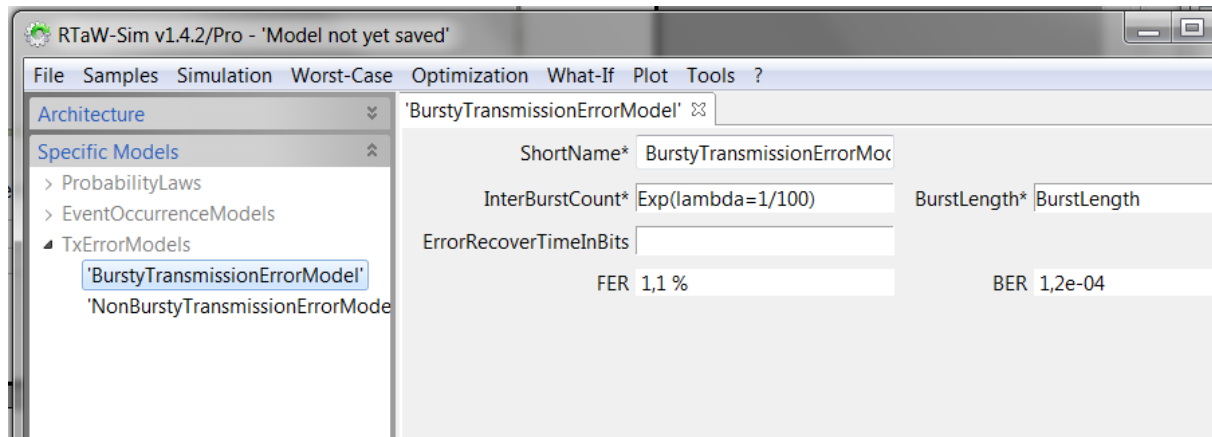 RTaW-Sim v1.4.2/Pro - 'Model not yet saved'
File Samples Simulation Worst-Case Optimization What-If Plot Tools ?
Architecture
Specific Models
ProbabilityLaws
EventOccurrenceModels
TxErrorModels
'BurstyTransmissionErrorModel'
'NonBurstyTransmissionErrorMode
'BurstyTransmissionErrorModel'
ShortName* BurstyTransmissionErrorMoc
InterBurstCount* Exp(lambda=1/100) BurstLength* BurstLength
ErrorRecoverTimeInBits
FER 1,1 % BER 1,2e-04